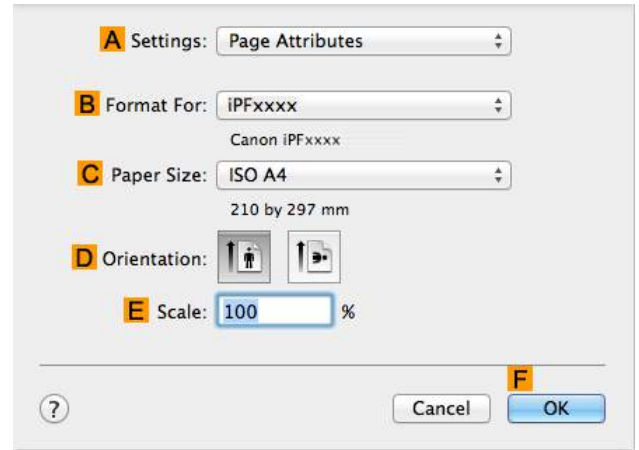 A Settings: Page Attributes
B Format For: iPFxxxx
Canon iPFxxxx
C Paper Size: ISO A4
210 by 297 mm
D Orientation:
E Scale: 100 %
F
? Cancel OK